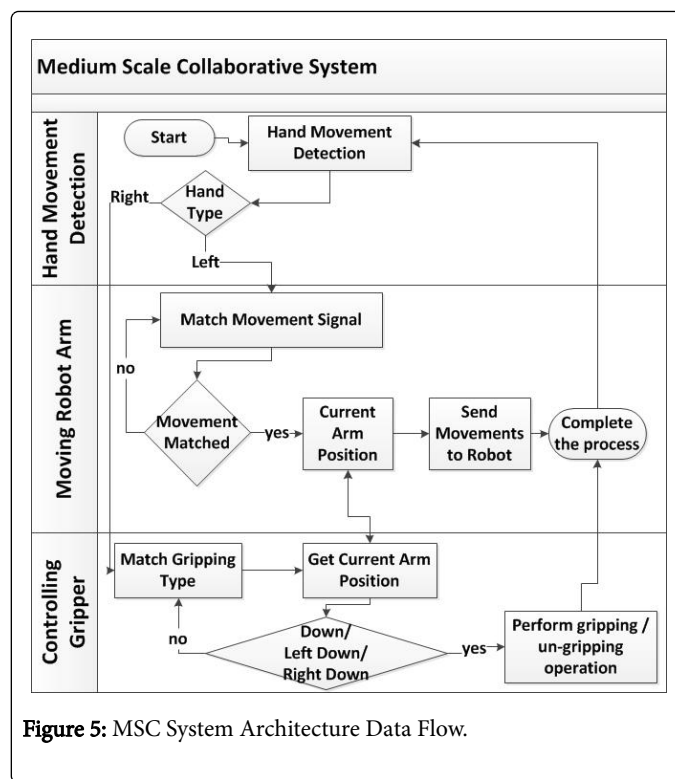 Medium Scale Collaborative System
Hand Movement
Detection
Start
Hand Movement
Detection
Right
Hand
Type
Left
Moving Robot Arm
Match Movement Signal
no
Movement
Matched
yes
Current
Arm
Position
Send
Movements
to Robot
Complete
the process
Controlling
Gripper
Match Gripping
Type
Get Current Arm
Position
no
Down/
Left Down/
Right Down
yes
Perform gripping /
un-gripping
operation
Figure 5: MSC System Architecture Data Flow.